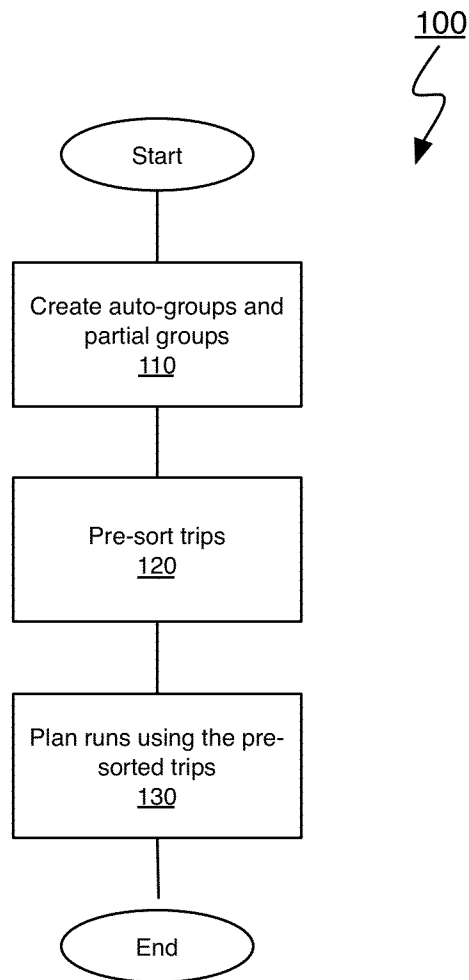 100
Start
Create auto-groups and
partial groups
110
Pre-sort trips
120
Plan runs using the pre-
sorted trips
130
End